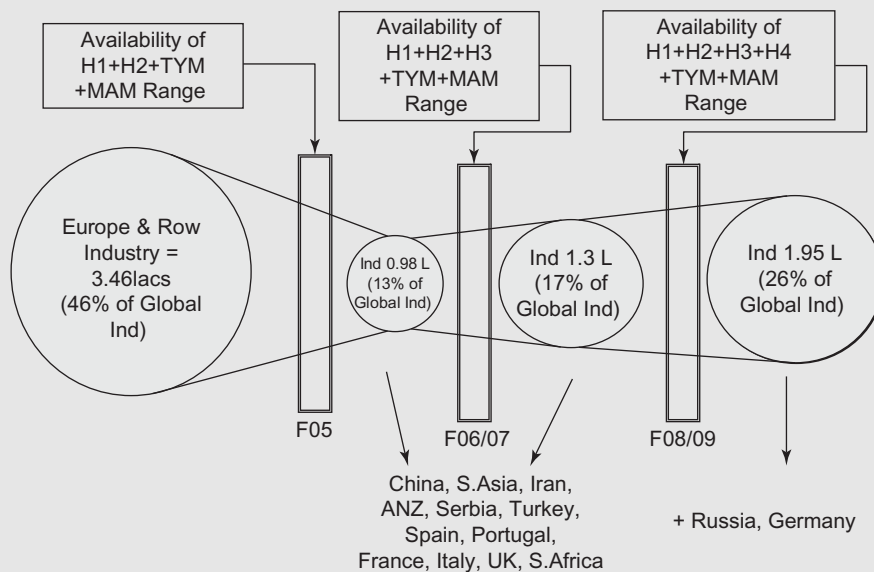 Availability of
H1+H2+TYM
+MAM Range
Availability of
H1+H2+H3
+TYM+MAM
Range
Availability of
H1+H2+H3+H4
+TYM+MAM
Range
Europe & Row
Industry =
3.46lacs
(46% of Global
Ind)
Ind 0.98 L
(13% of
Global Ind)
Ind 1.3 L
(17% of
Global Ind)
Ind 1.95 L
(26% of
Global Ind)
F05
F06/07
F08/09
China, S.Asia, Iran,
ANZ, Serbia, Turkey,
Spain, Portugal,
France, Italy, UK, S.Africa
+ Russia, Germany